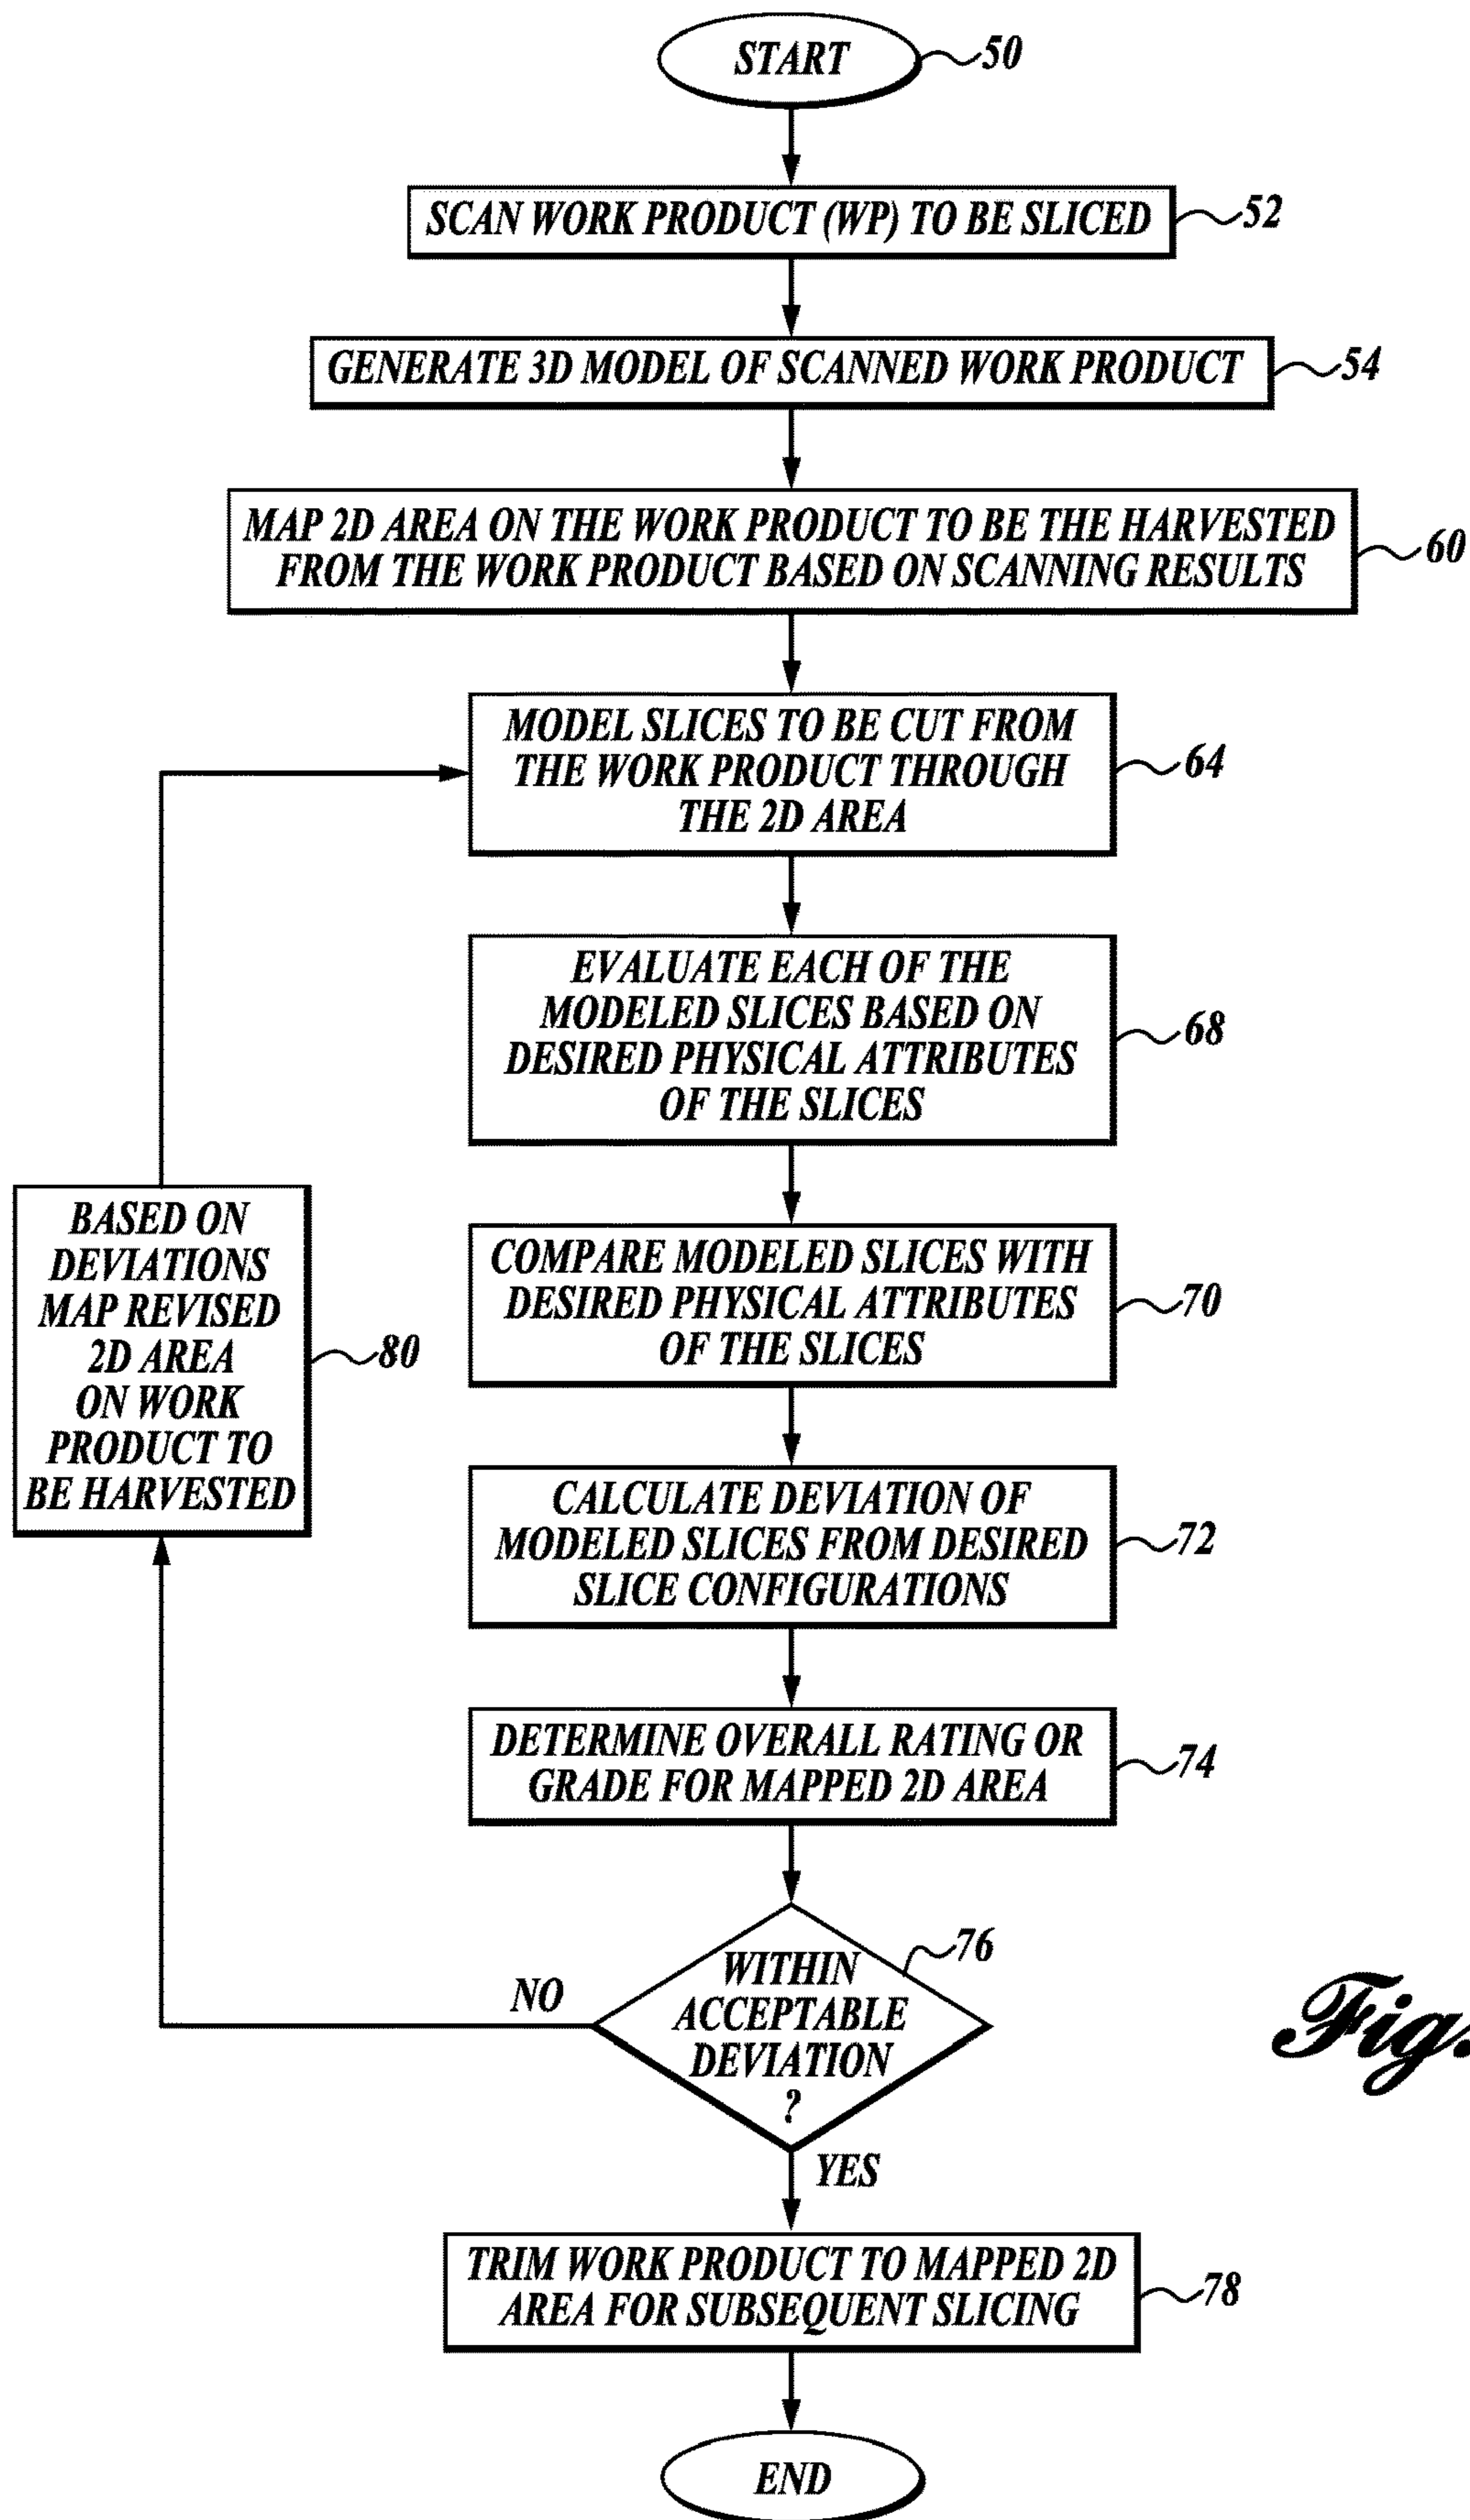 START
50
SCAN WORK PRODUCT (WP) TO BE SLICED
52
GENERATE 3D MODEL OF SCANNED WORK PRODUCT
54
MAP 2D AREA ON THE WORK PRODUCT TO BE THE HARVESTED
FROM THE WORK PRODUCT BASED ON SCANNING RESULTS
60
MODEL SLICES TO BE CUT FROM
THE WORK PRODUCT THROUGH
THE 2D AREA
64
EVALUATE EACH OF THE
MODELED SLICES BASED ON
DESIRED PHYSICAL ATTRIBUTES
OF THE SLICES
68
COMPARE MODELED SLICES WITH
DESIRED PHYSICAL ATTRIBUTES
OF THE SLICES
70
BASED ON
DEVIATIONS
MAP REVISED
2D AREA
ON WORK
PRODUCT TO
BE HARVESTED
80
CALCULATE DEVIATION OF
MODELED SLICES FROM DESIRED
SLICE CONFIGURATIONS
72
DETERMINE OVERALL RATING OR
GRADE FOR MAPPED 2D AREA
74
WITHIN
ACCEPTABLE
DEVIATION
?
76
NO
YES
Fig.
TRIM WORK PRODUCT TO MAPPED 2D
AREA FOR SUBSEQUENT SLICING
78
END